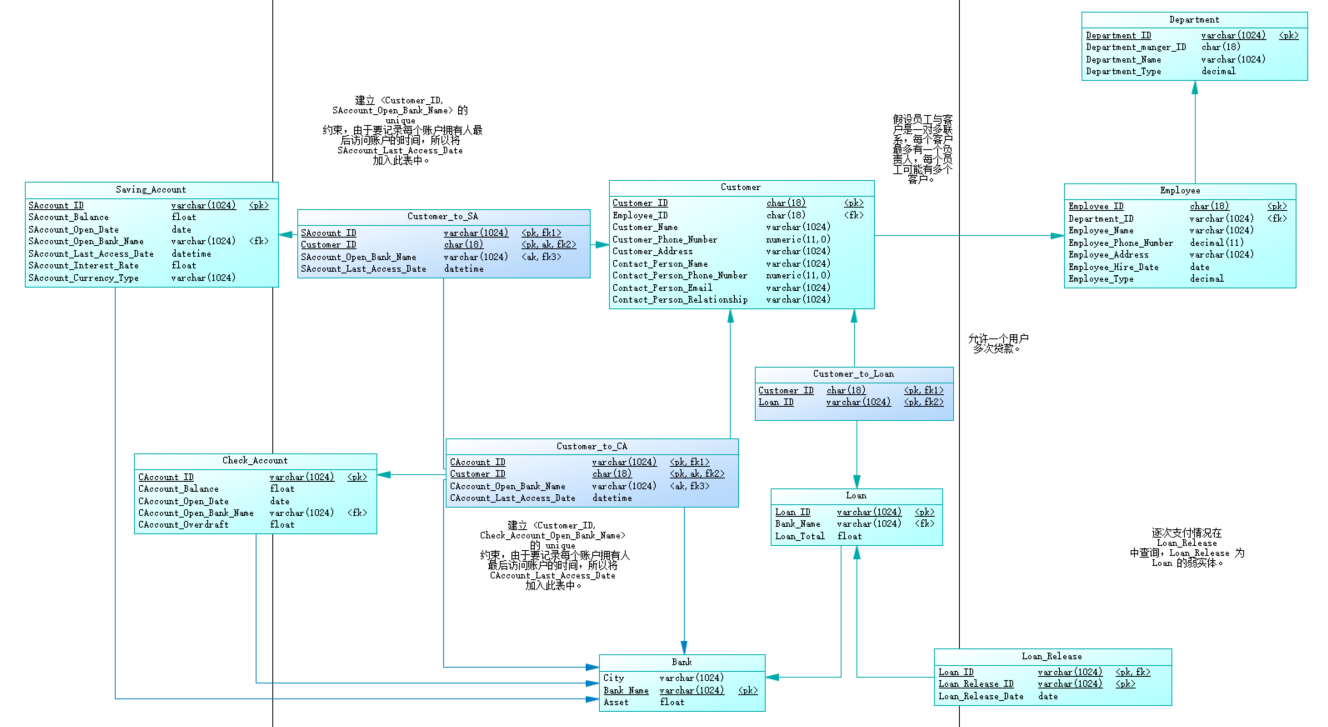 Department
Department_ID varchar(1024) <pk>
Department_manger_ID char(18)
Department_Name varchar(1024)
Department_Type decimal
建立 <Customer_ID,
SAccount_Open_Bank_Name> 的
unique
约束，由于要记录每个账户拥有人最
后访问账户的时间，所以将
SAccount_Last_Access_Date
加入此表中。
假设员工与客
户是一对多联
系，每个客户
最多有一个负
责人，每个员
工可能有多个
客户。
Saving_Account
SAccount_ID varchar(1024) <pk>
SAccount_Balance float
SAccount_Open_Date date
SAccount_Open_Bank_Name varchar(1024) <fk>
SAccount_Last_Access_Date datetime
SAccount_Interest_Rate float
SAccount_Currency_Type varchar(1024)
Customer_to_SA
SAccount_ID varchar(1024) <pk,fk1>
Customer_ID char(18) <pk,ak,fk2>
SAccount_Open_Bank_Name varchar(1024) <ak,fk3>
SAccount_Last_Access_Date datetime
Customer
Customer_ID char(18) <pk>
Employee_ID char(18) <fk>
Customer_Name varchar(1024)
Customer_Phone_Number numeric(11,0)
Customer_Address varchar(1024)
Contact_Person_Name varchar(1024)
Contact_Person_Phone_Number numeric(11,0)
Contact_Person_Email varchar(1024)
Contact_Person_Relationship varchar(1024)
Employee
Employee_ID char(18) <pk>
Department_ID varchar(1024) <fk>
Employee_Name varchar(1024)
Employee_Phone_Number decimal(11)
Employee_Address varchar(1024)
Employee_Hire_Date date
Employee_Type decimal
允许一个用户
多次贷款。
Customer_to_Loan
Customer_ID char(18) <pk,fk1>
Loan_ID varchar(1024) <pk,fk2>
Check_Account
CAccount_ID varchar(1024) <pk>
CAccount_Balance float
CAccount_Open_Date date
CAccount_Open_Bank_Name varchar(1024) <fk>
CAccount_Overdraft float
Customer_to_CA
CAccount_ID varchar(1024) <pk,fk1>
Customer_ID char(18) <pk,ak,fk2>
CAccount_Open_Bank_Name varchar(1024) <ak,fk3>
CAccount_Last_Access_Date datetime
Loan
Loan_ID varchar(1024) <pk>
Bank_Name varchar(1024) <fk>
Loan_Total float
建立 <Customer_ID,
Check_Account_Open_Bank_Name>
的 unique
约束，由于要记录每个账户拥有人
最后访问账户的时间，所以将
CAccount_Last_Access_Date
加入此表中。
逐次支付情况在
Loan_Release
中查询，Loan_Release 为
Loan 的弱实体。
Bank
City varchar(1024)
Bank_Name varchar(1024) <pk>
Asset float
Loan_Release
Loan_ID varchar(1024) <pk,fk>
Loan_Release_ID varchar(1024) <pk>
Loan_Release_Date date